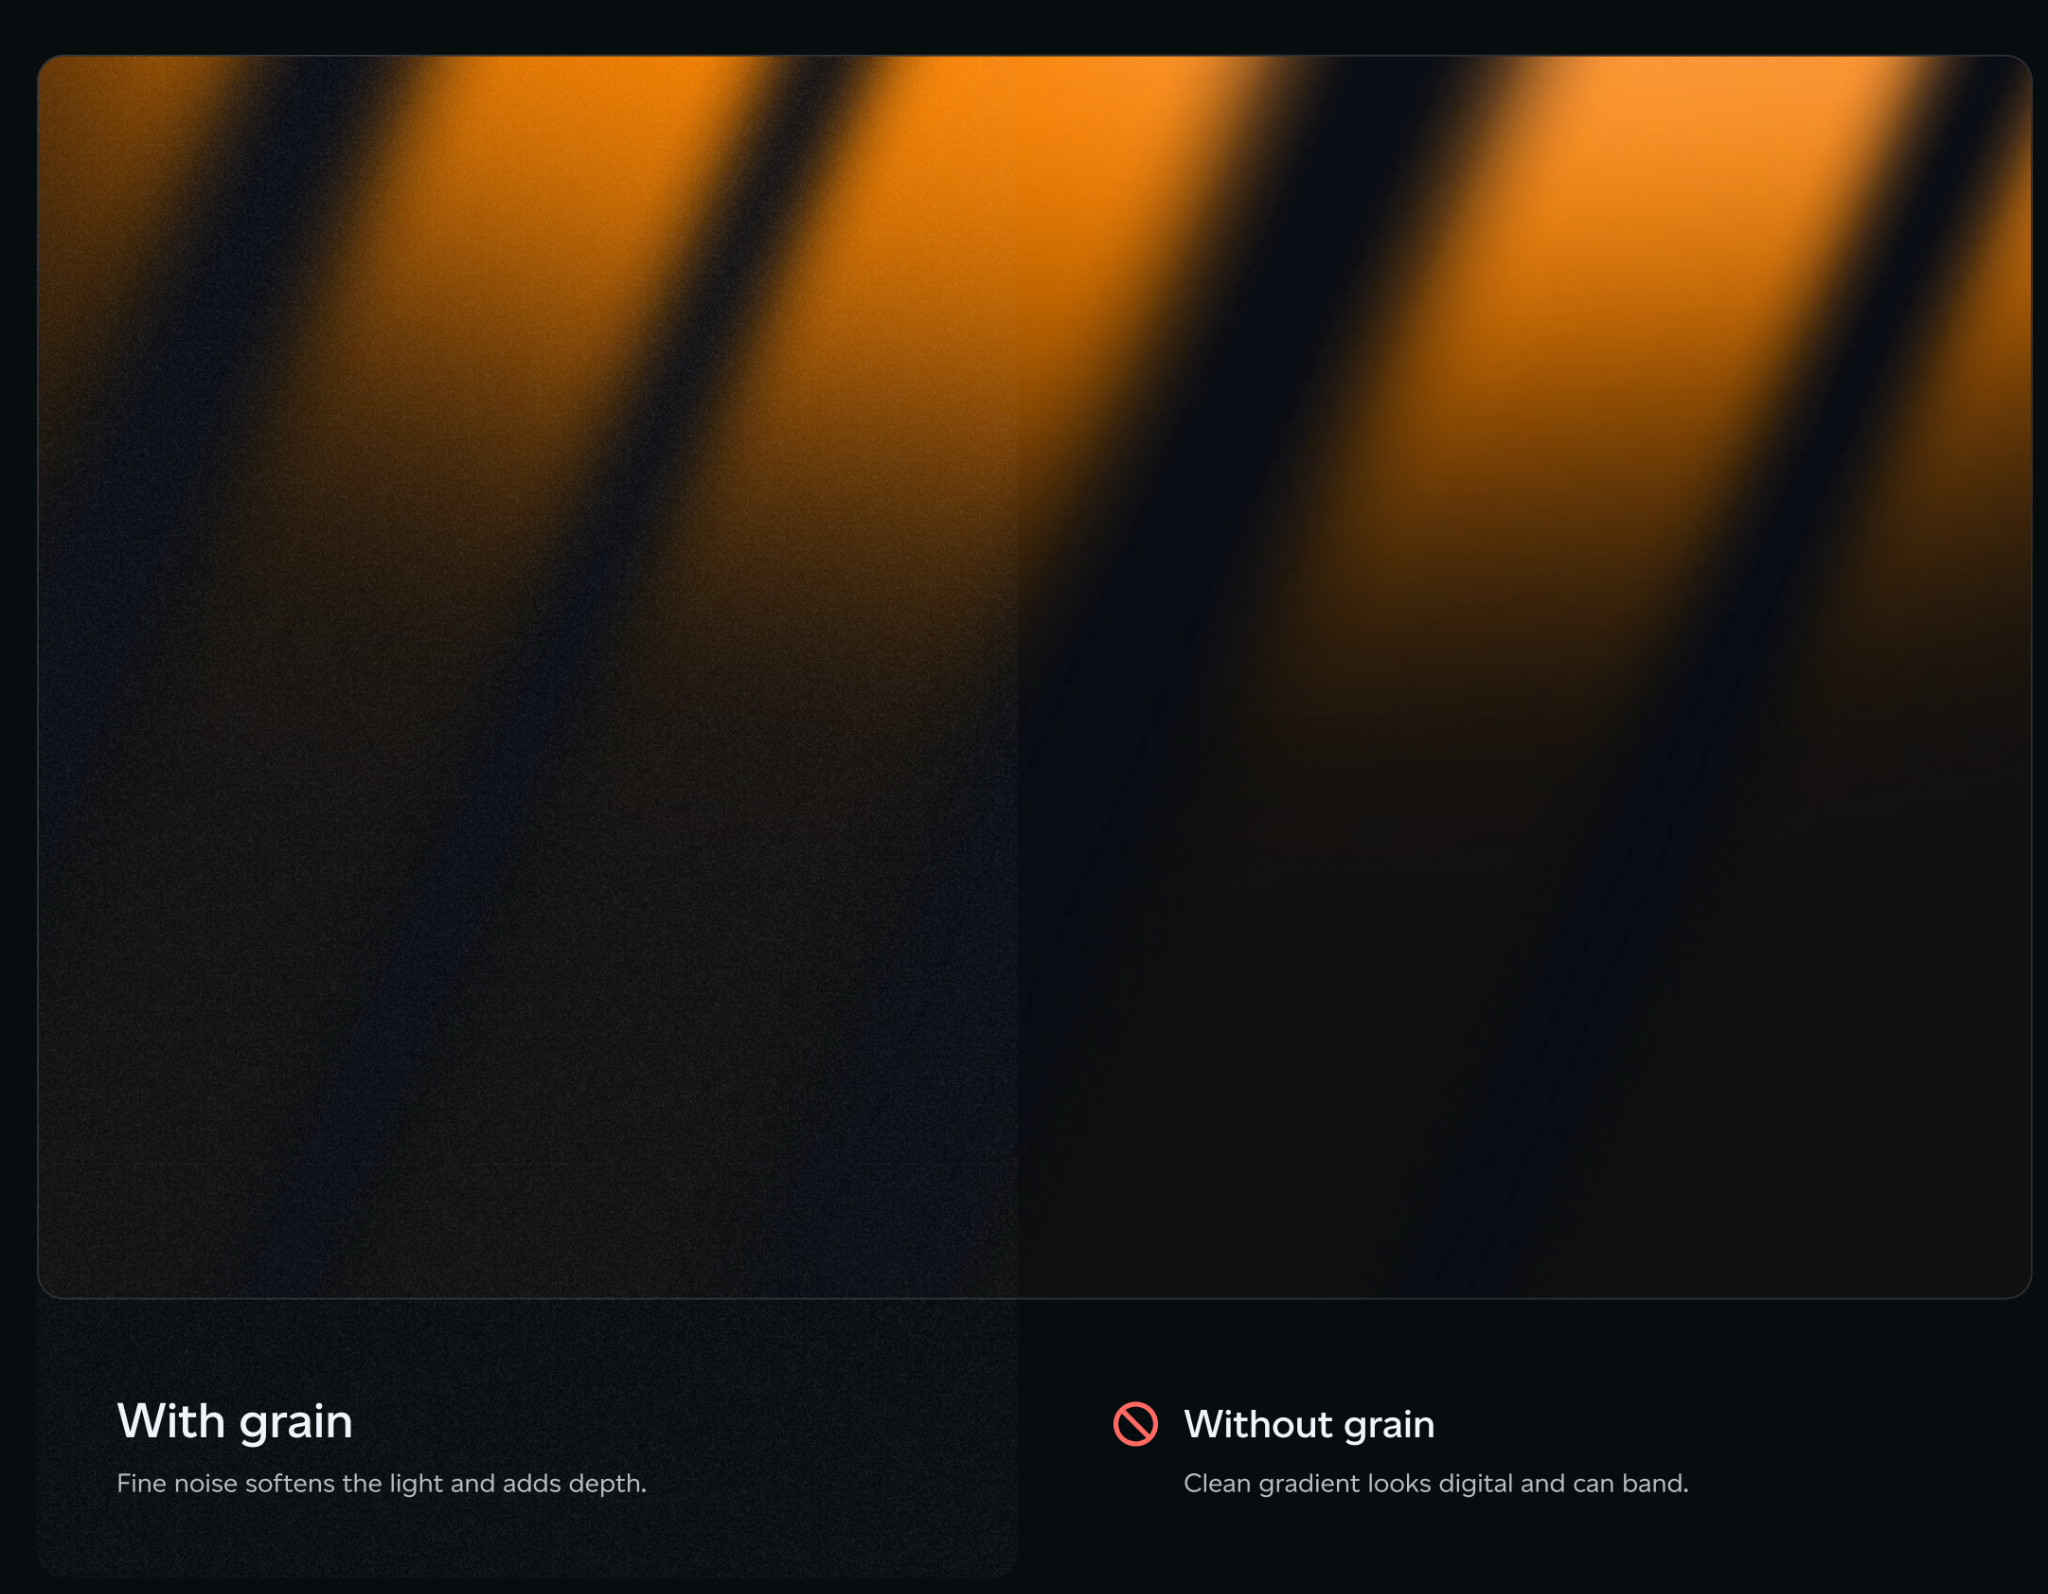 With grain
Fine noise softens the light and adds depth.
Without grain
Clean gradient looks digital and can band.